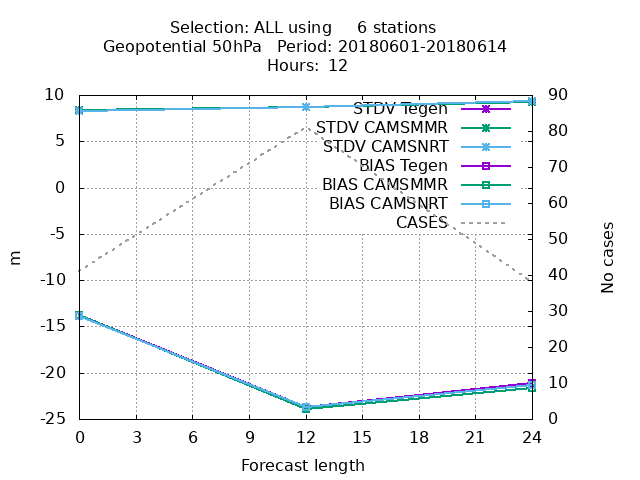 Selection: ALL using 6 stations
Geopotential 50hPa Period: 20180601-20180614
Hours: 12
10
5
0
-5
-10
-15
-20
-25
90
80
70
60
50
40
30
20
10
0
m
No cases
STDV Tegen
STDV CAMSMMR
STDV CAMSNRT
BIAS Tegen
BIAS CAMSMMR
BIAS CAMSNRT
CASES
0 3 6 9 12 15 18 21 24
Forecast length